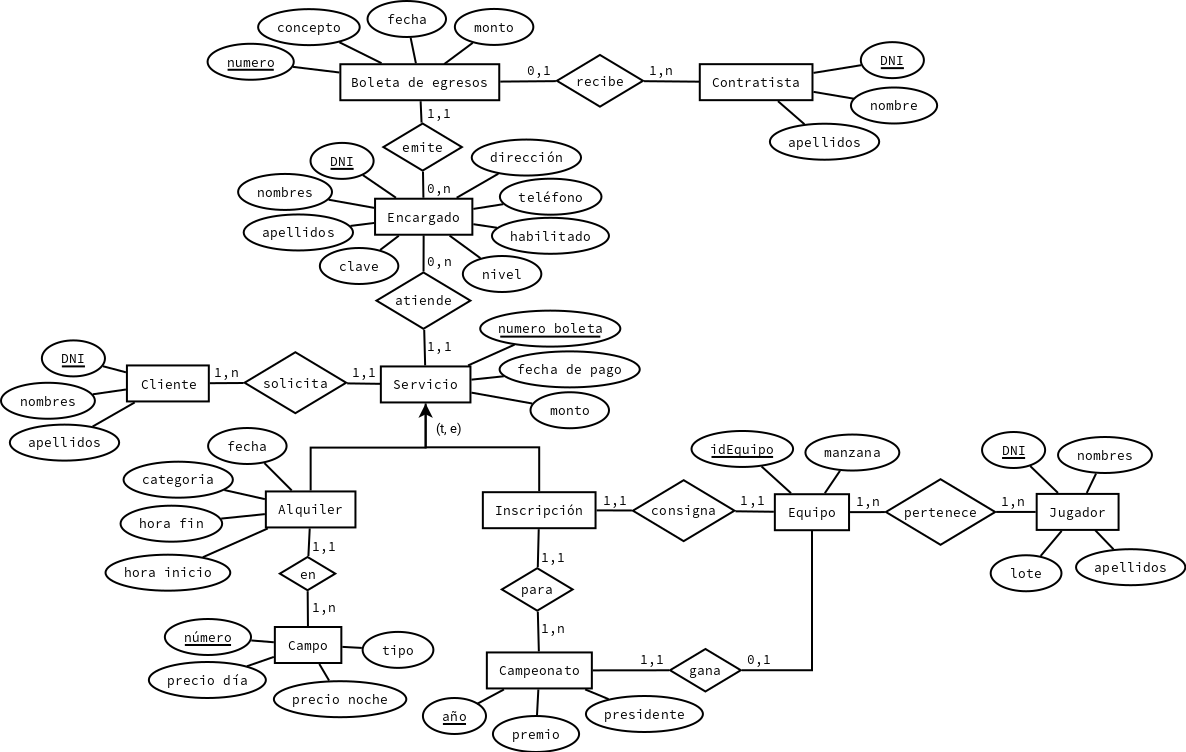 concepto
fecha
monto
numero
Boleta de egresos
0,1
recibe
1,n
Contratista
DNI
nombre
apellidos
1,1
emite
0,n
DNI
nombres
apellidos
clave
Encargado
dirección
teléfono
habilitado
nivel
0,n
atiende
1,1
numero boleta
fecha de pago
monto
DNI
nombres
apellidos
Cliente
1,n
solicita
1,1
Servicio
(t, e)
fecha
categoria
hora fin
hora inicio
Alquiler
1,1
en
1,n
número
precio día
Campo
tipo
precio noche
Inscripción
1,1
consigna
1,1
idEquipo
manzana
Equipo
1,n
pertenece
1,n
DNI
nombres
Jugador
lote
apellidos
1,1
para
1,n
Campeonato
1,1
gana
0,1
año
premio
presidente